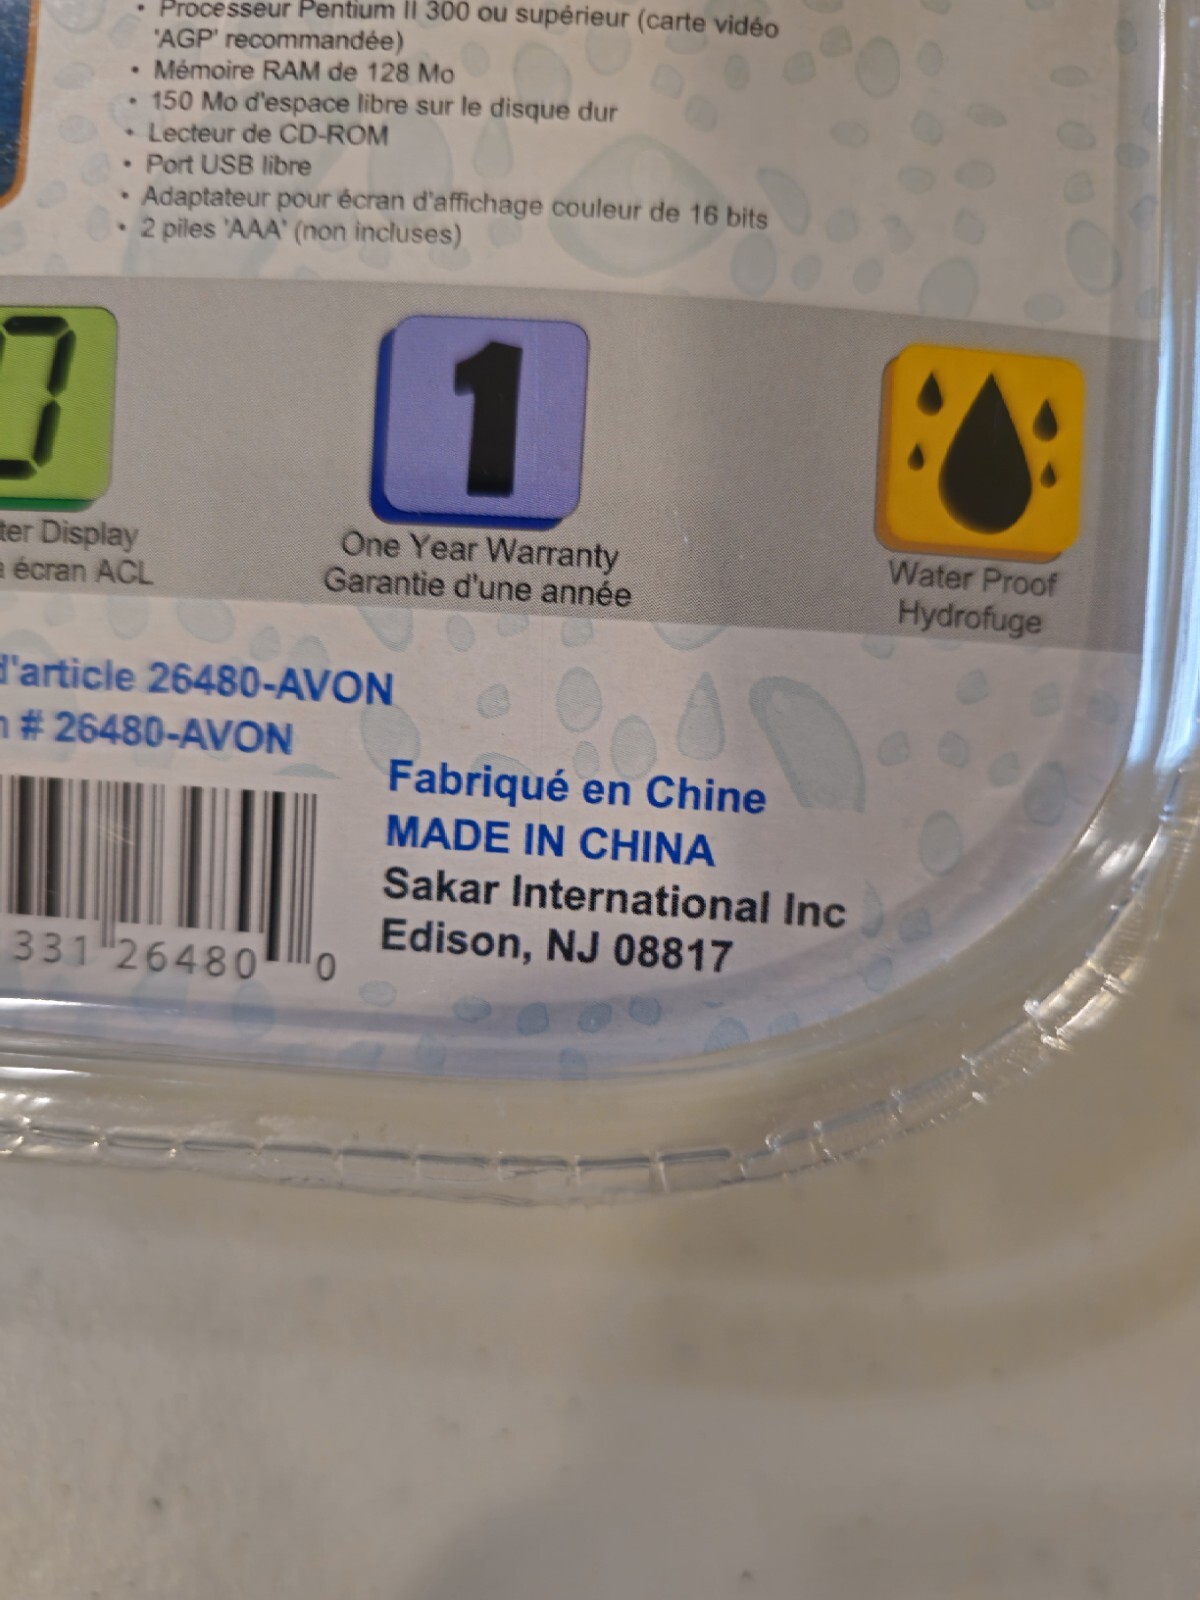 • Processeur Pentium II 300 ou supérieur (carte vidéo
'AGP' recommandée)
• Mémoire RAM de 128 Mo
• 150 Mo d'espace libre sur le disque dur
• Lecteur de CD-ROM
• Port USB libre
• Adaptateur pour écran d'affichage couleur de 16 bits
• 2 piles 'AAA' (non incluses)
1
ter Display
écran ACL
One Year Warranty
Garantie d'une année
Water Proof
Hydrofuge
d'article 26480-AVON
# 26480-AVON
Fabriqué en Chine
MADE IN CHINA
Sakar International Inc
Edison, NJ 08817
331 26480 0